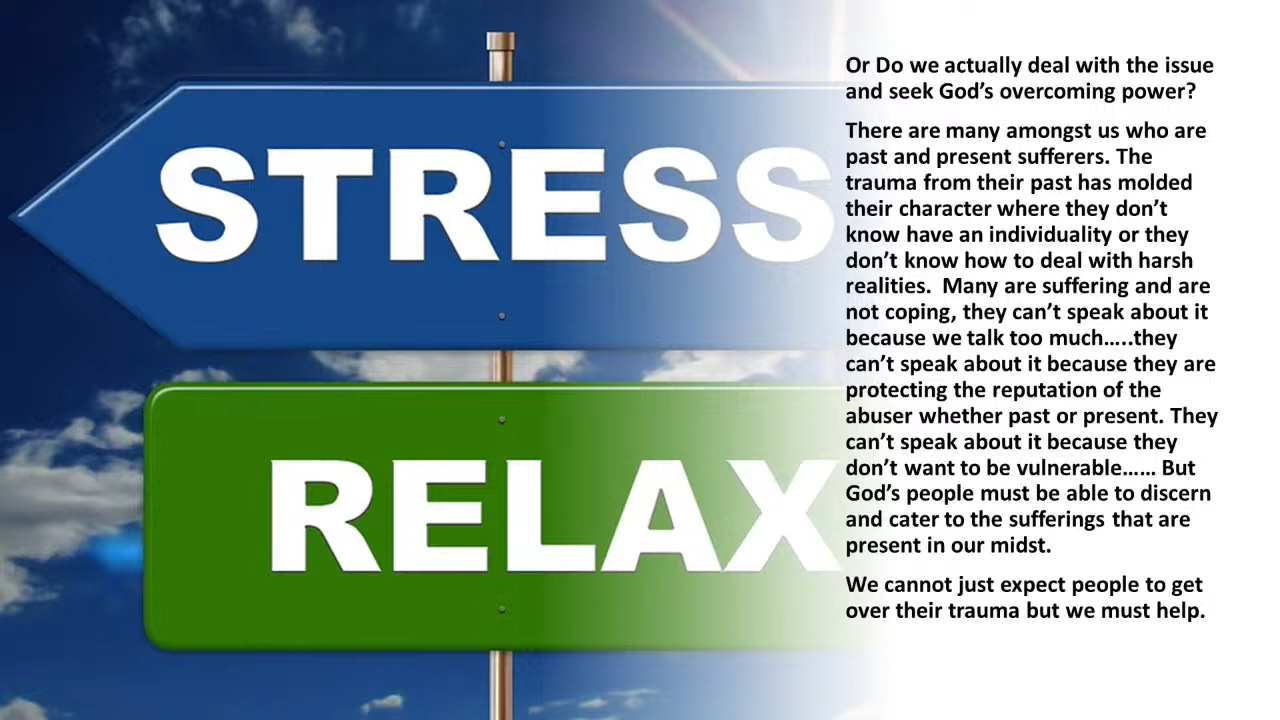 STRESS
RELAX
Or Do we actually deal with the issue
and seek God’s overcoming power?
There are many amongst us who are
past and present sufferers. The
trauma from their past has molded
their character where they don’t
know have an individuality or they
don’t know how to deal with harsh
realities.  Many are suffering and are
not coping, they can’t speak about it
because we talk too much…..they
can’t speak about it because they are
protecting the reputation of the
abuser whether past or present. They
can’t speak about it because they
don’t want to be vulnerable…… But
God’s people must be able to discern
and cater to the sufferings that are
present in our midst.
We cannot just expect people to get
over their trauma but we must help.